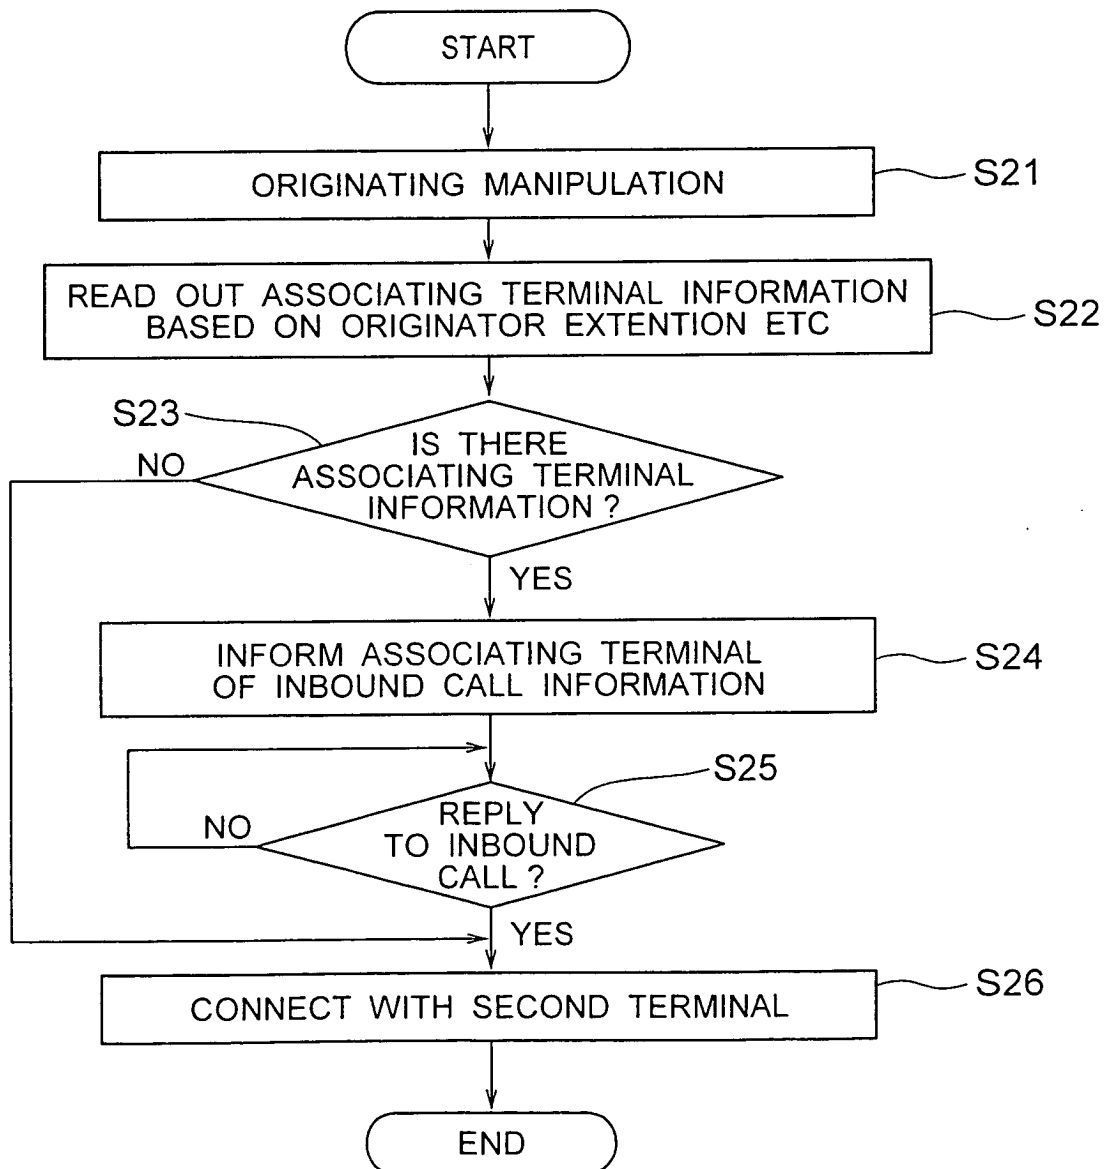 START
ORIGINATING MANIPULATION
S21
READ OUT ASSOCIATING TERMINAL INFORMATION
BASED ON ORIGINATOR EXTENTION ETC
S22
S23
IS THERE
ASSOCIATING TERMINAL
INFORMATION ?
NO
YES
INFORM ASSOCIATING TERMINAL
OF INBOUND CALL INFORMATION
S24
S25
REPLY
TO INBOUND
CALL ?
NO
YES
CONNECT WITH SECOND TERMINAL
S26
END